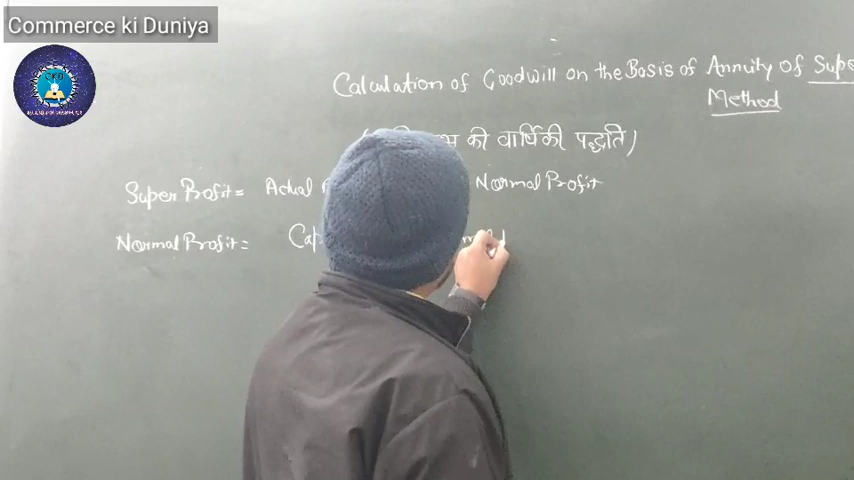 Commerce ki Duniya
CKD
Calculation of Goodwill on the Basis of Annuity of Supe
Method
की वार्षिकी पद्धति)
Super Profit = Actual Normal Profit
Normal Profit = Cap